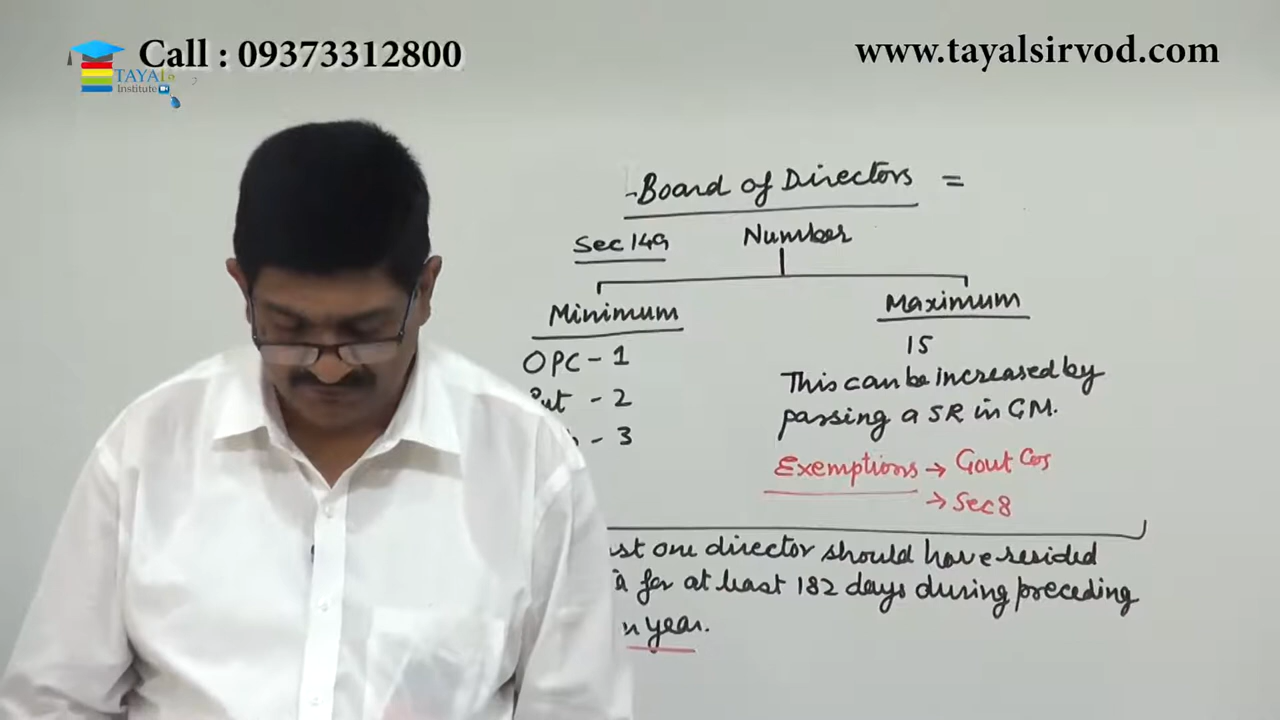 Call : 09373312800
www.tayalsirvod.com
TAYAL
Institute
Board of Directors =
Sec 149
Number
Minimum
Maximum
OPC - 1
15
- 2
This can be increased by
passing a SR in GM.
- 3
Exemptions → Govt Cos
→ Sec 8
one director should have resided
for at least 182 days during preceding
year.